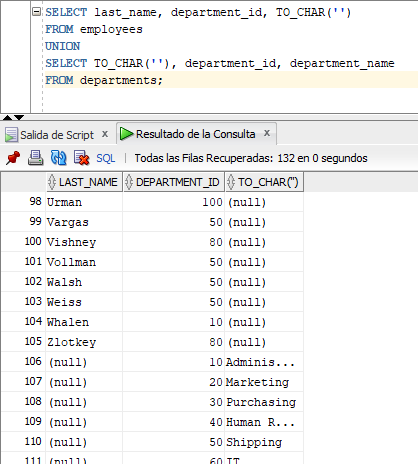 SELECT last_name, department_id, TO_CHAR('')
FROM employees
UNION
SELECT TO_CHAR(''), department_id, department_name
FROM departments;
Salida de Script × Resultado de la Consulta ×
SQL | Todas las Filas Recuperadas: 132 en 0 segundos
LAST_NAME DEPARTMENT_ID TO_CHAR('')
98 Urman 100 (null)
99 Vargas 50 (null)
100 Vishney 80 (null)
101 Vollman 50 (null)
102 Walsh 50 (null)
103 Weiss 50 (null)
104 Whalen 10 (null)
105 Zlotkey 80 (null)
106 (null) 10 Adminis...
107 (null) 20 Marketing
108 (null) 30 Purchasing
109 (null) 40 Human R...
110 (null) 50 Shipping
111 (null) 60 IT